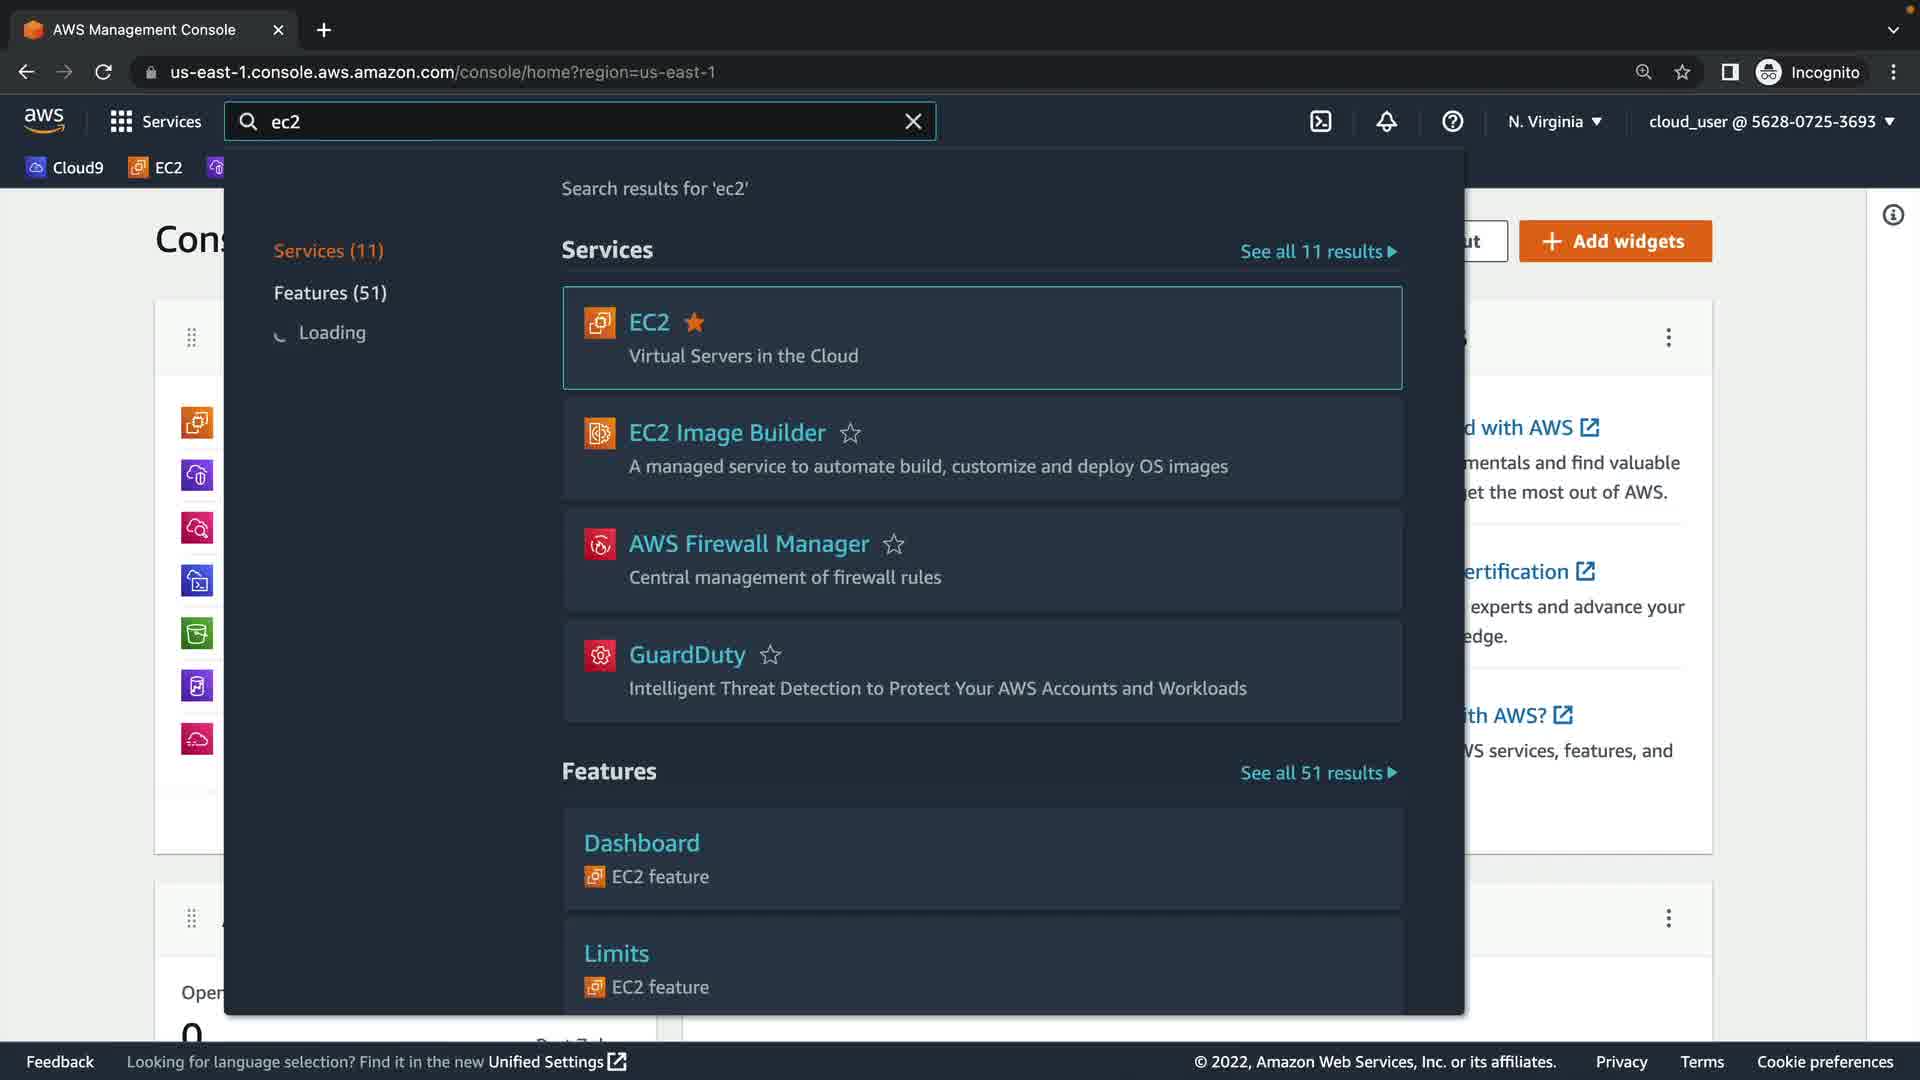 AWS Management Console
us-east-1.console.aws.amazon.com/console/home?region=us-east-1
Incognito
aws
Services
ec2
N. Virginia
cloud_user @ 5628-0725-3693
Cloud9
EC2
Search results for 'ec2'
Services (11)
Features (51)
Loading
Services
See all 11 results
EC2
Virtual Servers in the Cloud
EC2 Image Builder
A managed service to automate build, customize and deploy OS images
AWS Firewall Manager
Central management of firewall rules
GuardDuty
Intelligent Threat Detection to Protect Your AWS Accounts and Workloads
Features
See all 51 results
Dashboard
EC2 feature
Limits
EC2 feature
Cons
ut
Add widgets
d with AWS
mentals and find valuable
et the most out of AWS.
ertification
experts and advance your
edge.
ith AWS?
WS services, features, and
Open
0
Feedback
Looking for language selection? Find it in the new Unified Settings
© 2022, Amazon Web Services, Inc. or its affiliates.
Privacy
Terms
Cookie preferences